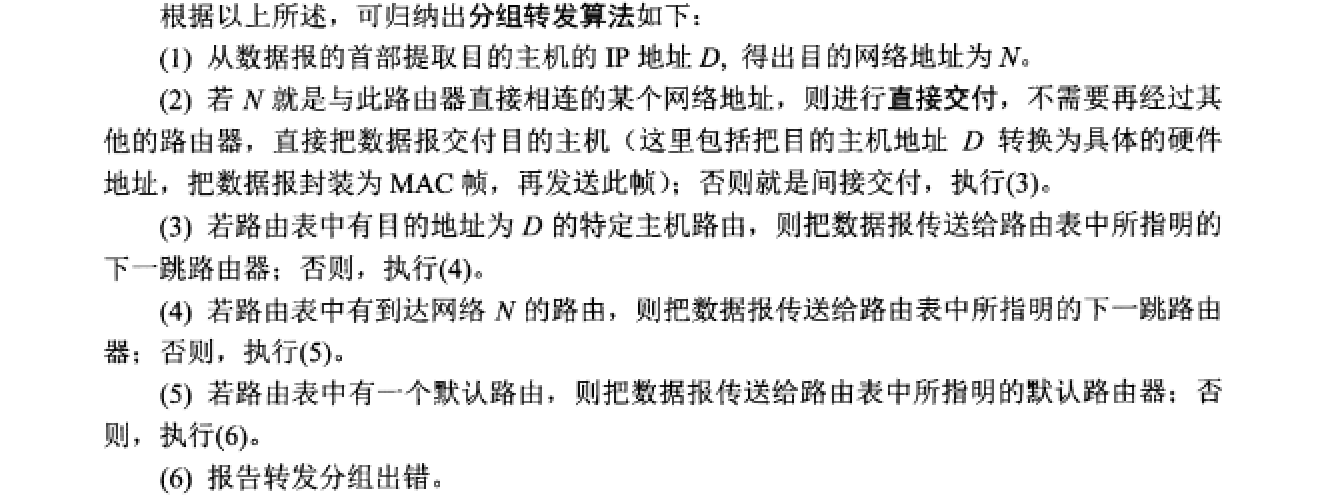 根据以上所述，可归纳出分组转发算法如下：
(1) 从数据报的首部提取目的主机的 IP 地址 D, 得出目的网络地址为 N。
(2) 若 N 就是与此路由器直接相连的某个网络地址，则进行直接交付，不需要再经过其
他的路由器，直接把数据报交付目的主机（这里包括把目的主机地址 D 转换为具体的硬件
地址，把数据报封装为 MAC 帧，再发送此帧）；否则就是间接交付，执行(3)。
(3) 若路由表中有目的地址为 D 的特定主机路由，则把数据报传送给路由表中所指明的
下一跳路由器；否则，执行(4)。
(4) 若路由表中有到达网络 N 的路由，则把数据报传送给路由表中所指明的下一跳路由
器；否则，执行(5)。
(5) 若路由表中有一个默认路由，则把数据报传送给路由表中所指明的默认路由器；否
则，执行(6)。
(6) 报告转发分组出错。